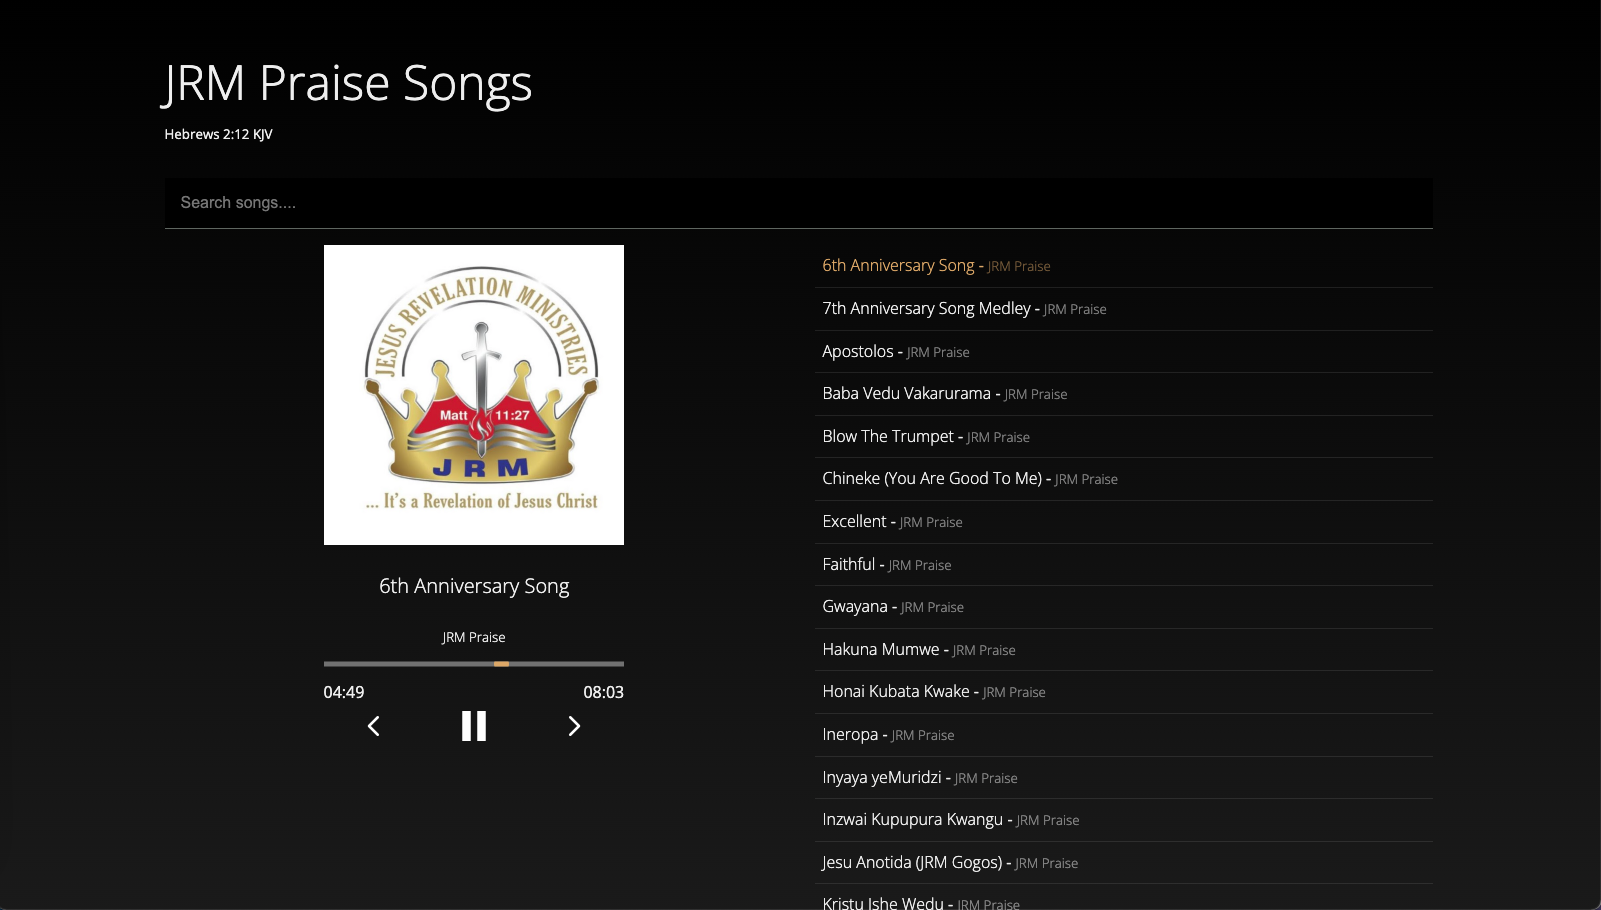 JRM Praise Songs
Hebrews 2:12 KJV
Search songs....
JESUS REVELATION MINISTRIES
Matt 11:27
JRM
... It's a Revelation of Jesus Christ
6th Anniversary Song
JRM Praise
04:49 08:03
6th Anniversary Song - JRM Praise
7th Anniversary Song Medley - JRM Praise
Apostolos - JRM Praise
Baba Vedu Vakarurama - JRM Praise
Blow The Trumpet - JRM Praise
Chineke (You Are Good To Me) - JRM Praise
Excellent - JRM Praise
Faithful - JRM Praise
Gwayana - JRM Praise
Hakuna Mumwe - JRM Praise
Honai Kubata Kwake - JRM Praise
Ineropa - JRM Praise
Inyaya yeMuridzi - JRM Praise
Inzwai Kupupura Kwangu - JRM Praise
Jesu Anotida (JRM Gogos) - JRM Praise
Kristu Ishe Wedu - JRM Praise